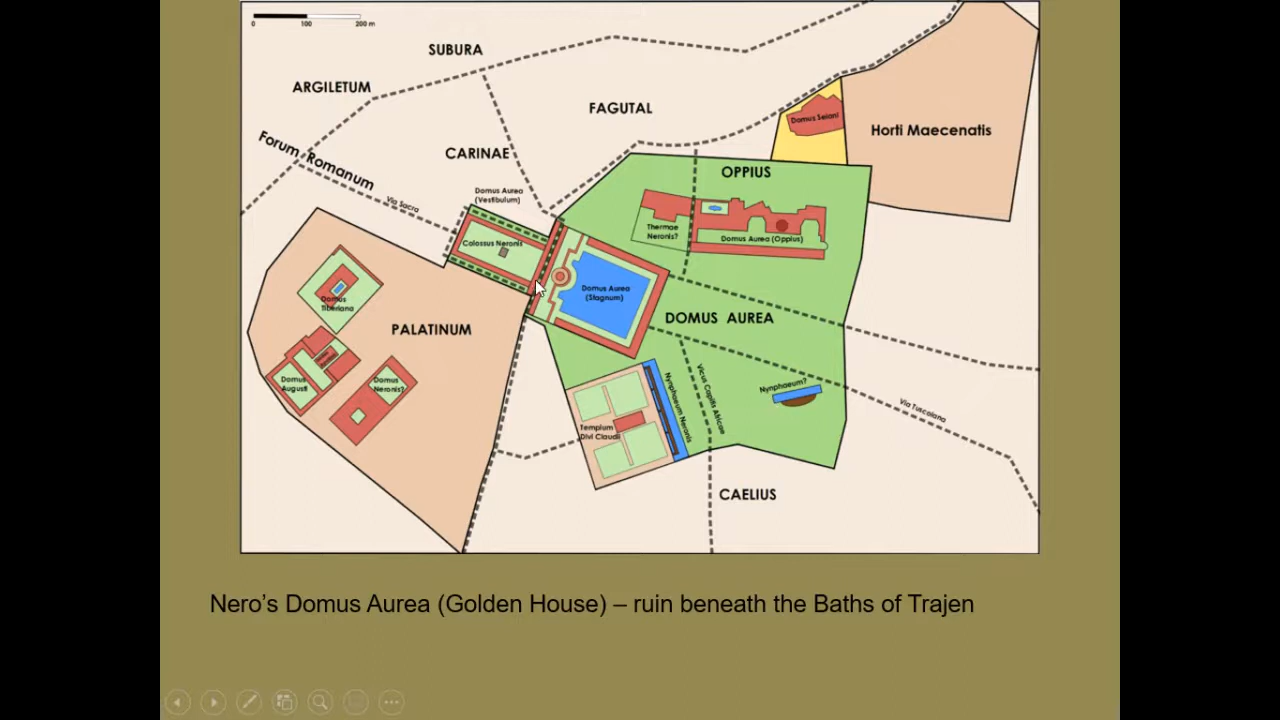 0 100 200 m
SUBURA
ARGILETUM
FAGUTAL
Domus Seiani
Horti Maecenatis
Forum Romanum
CARINAE
OPPIUS
Via Sacra
Domus Aurea
(Vestibulum)
Thermae
Neronis?
Domus Aurea (Oppius)
Colossus Neronis
Domus Aurea
(Stagnum)
Domus
Tiberiana
PALATINUM
DOMUS AUREA
Domus
Augusti
Domus
Neronis?
Nymphaeum Neronis
Vicus Capitis Africae
Nynphaeum?
Via Tusculana
Templum
Divi Claudii
CAELIUS
Nero’s Domus Aurea (Golden House) – ruin beneath the Baths of Trajen